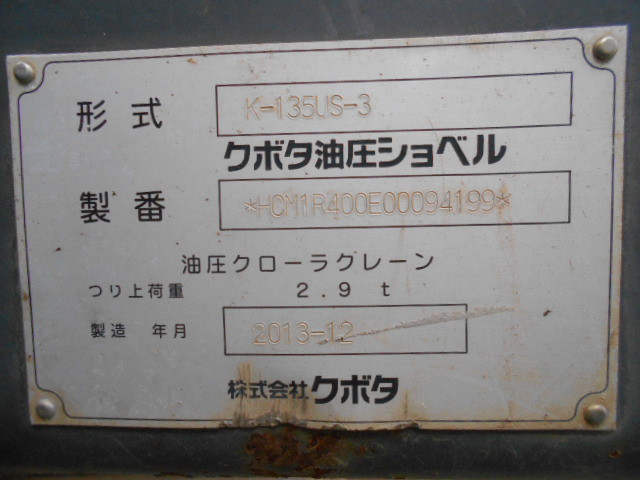 形式 K-135US-3
クボタ油圧ショベル
製番 *HCM1R400E00094199*
油圧クローラクレーン
つり上荷重 2.9 t
製造 年月 2013-12
株式会社クボタ